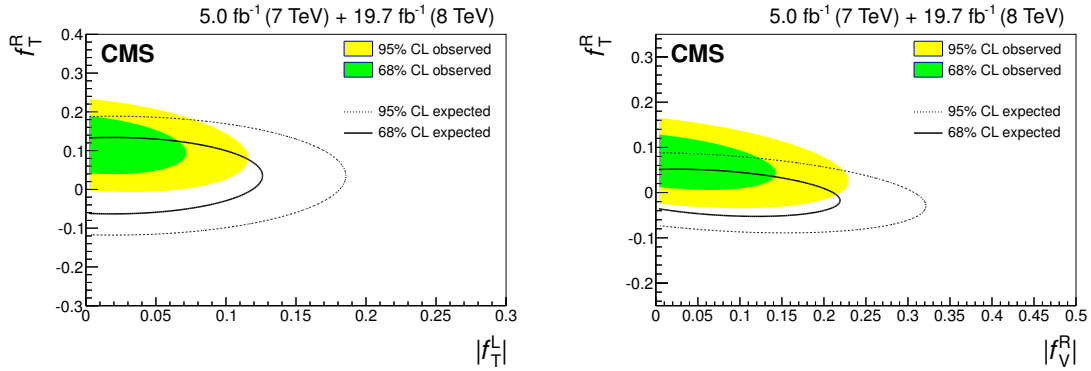 5.0 fb⁻¹ (7 TeV) + 19.7 fb⁻¹ (8 TeV)
f_T^R
CMS
95% CL observed
68% CL observed
95% CL expected
68% CL expected
0.4
0.3
0.2
0.1
0
-0.1
-0.2
-0.3
0 0.05 0.1 0.15 0.2 0.25 0.3
|f_T^L|
5.0 fb⁻¹ (7 TeV) + 19.7 fb⁻¹ (8 TeV)
f_T^R
CMS
95% CL observed
68% CL observed
95% CL expected
68% CL expected
0.3
0.2
0.1
0
-0.1
-0.2
0 0.05 0.1 0.15 0.2 0.25 0.3 0.35 0.4 0.45 0.5
|f_V^R|